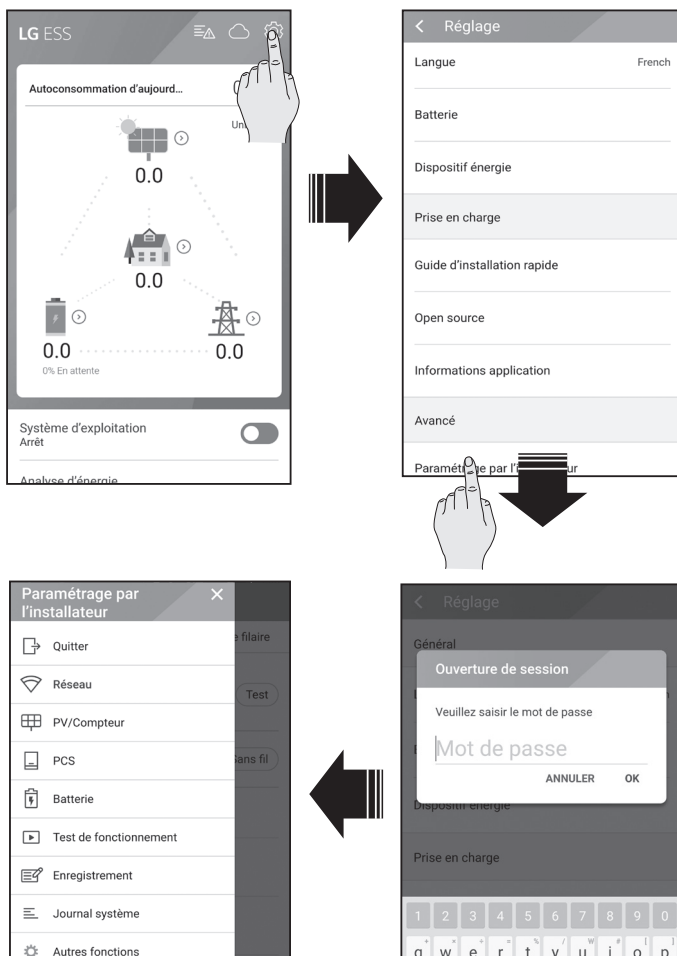 LG ESS
Autoconsommation d'aujourd...
0.0
0.0
0.0
0.0
0% En attente
Système d'exploitation
Arrêt
Analyse d'énergie
Réglage
Langue French
Batterie
Dispositif énergie
Prise en charge
Guide d'installation rapide
Open source
Informations application
Avancé
par
Réglage
Général
Ouverture de session
Veuillez saisir le mot de passe
Mot de passe
ANNULER OK
Dispositif énergie
Prise en charge
1 2 3 4 5 6 7 8 9 0
q w e r t y u i o p
Paramétrage par
l'installateur
Quitter
Réseau
PV/Compteur
PCS
Batterie
Test de fonctionnement
Enregistrement
Journal système
Autres fonctions
filaire
Test
Sans fil